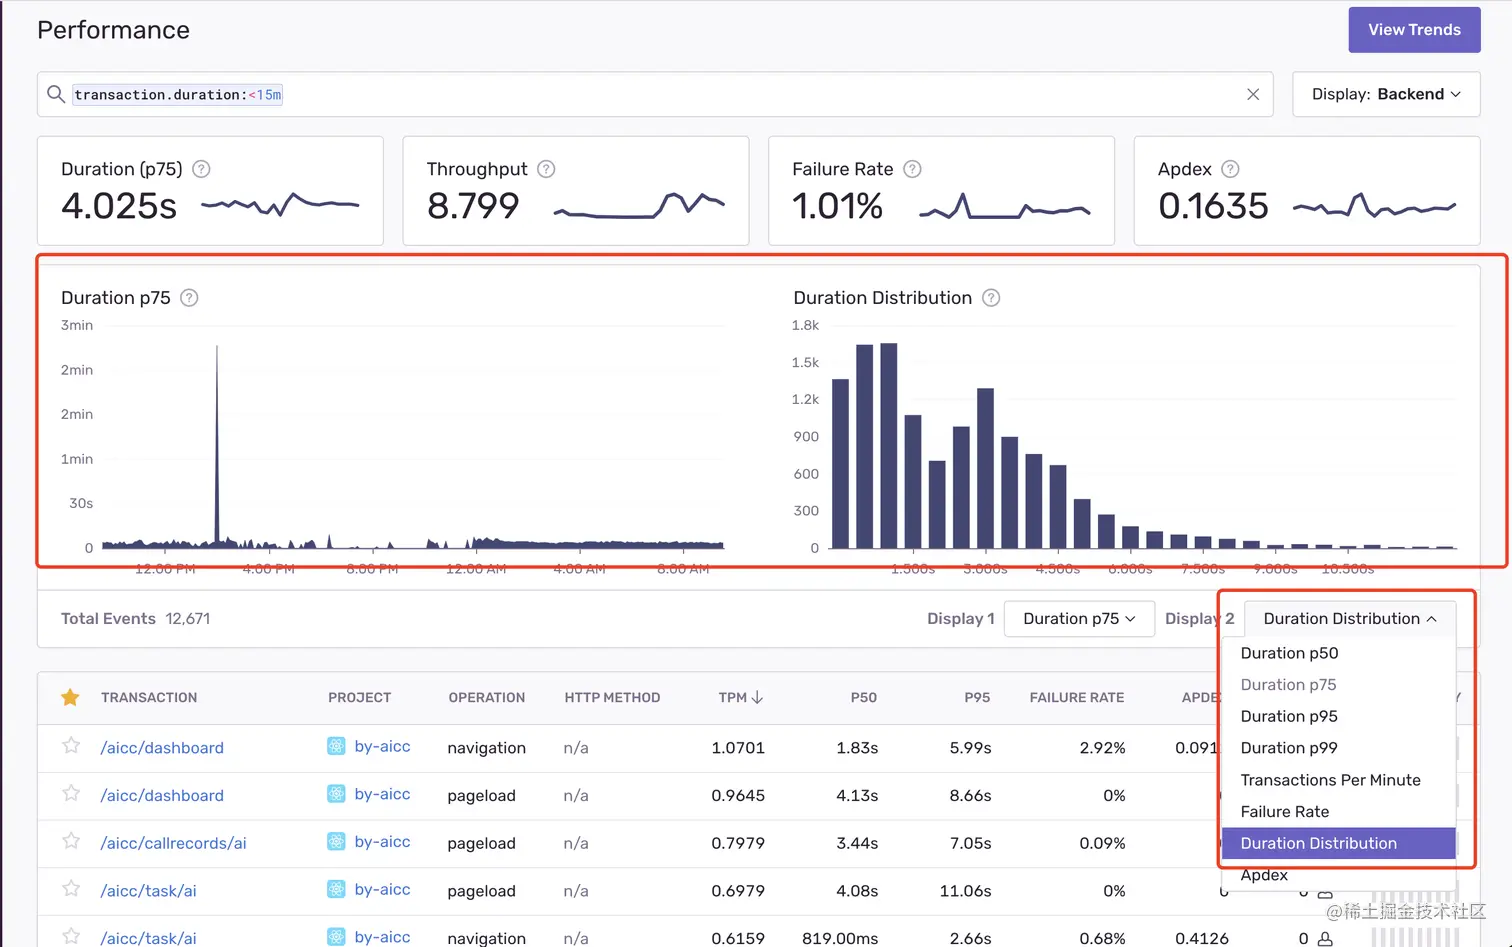 Performance
View Trends
transaction.duration:<15m
Display: Backend
Duration (p75) ?
4.025s
Throughput ?
8.799
Failure Rate ?
1.01%
Apdex ?
0.1635
Duration p75 ?
3min
2min
2min
1min
30s
0
12:00 PM 4:00 PM 8:00 PM 12:00 AM 4:00 AM 8:00 AM
Duration Distribution ?
1.8k
1.5k
1.2k
900
600
300
0
1.500s 3.000s 4.500s 6.000s 7.500s 9.000s 10.500s
Total Events 12,671
Display 1 Duration p75
Display 2 Duration Distribution
Duration p50
Duration p75
Duration p95
Duration p99
Transactions Per Minute
Failure Rate
Duration Distribution
Apdex
TRANSACTION PROJECT OPERATION HTTP METHOD TPM P50 P95 FAILURE RATE APDE
/aicc/dashboard by-aicc navigation n/a 1.0701 1.83s 5.99s 2.92% 0.091
/aicc/dashboard by-aicc pageload n/a 0.9645 4.13s 8.66s 0%
/aicc/callrecords/ai by-aicc pageload n/a 0.7979 3.44s 7.05s 0.09%
/aicc/task/ai by-aicc pageload n/a 0.6979 4.08s 11.06s 0% 0 0
/aicc/task/ai by-aicc navigation n/a 0.6159 819.00ms 2.66s 0.68% 0.4126 0
@稀土掘金技术社区